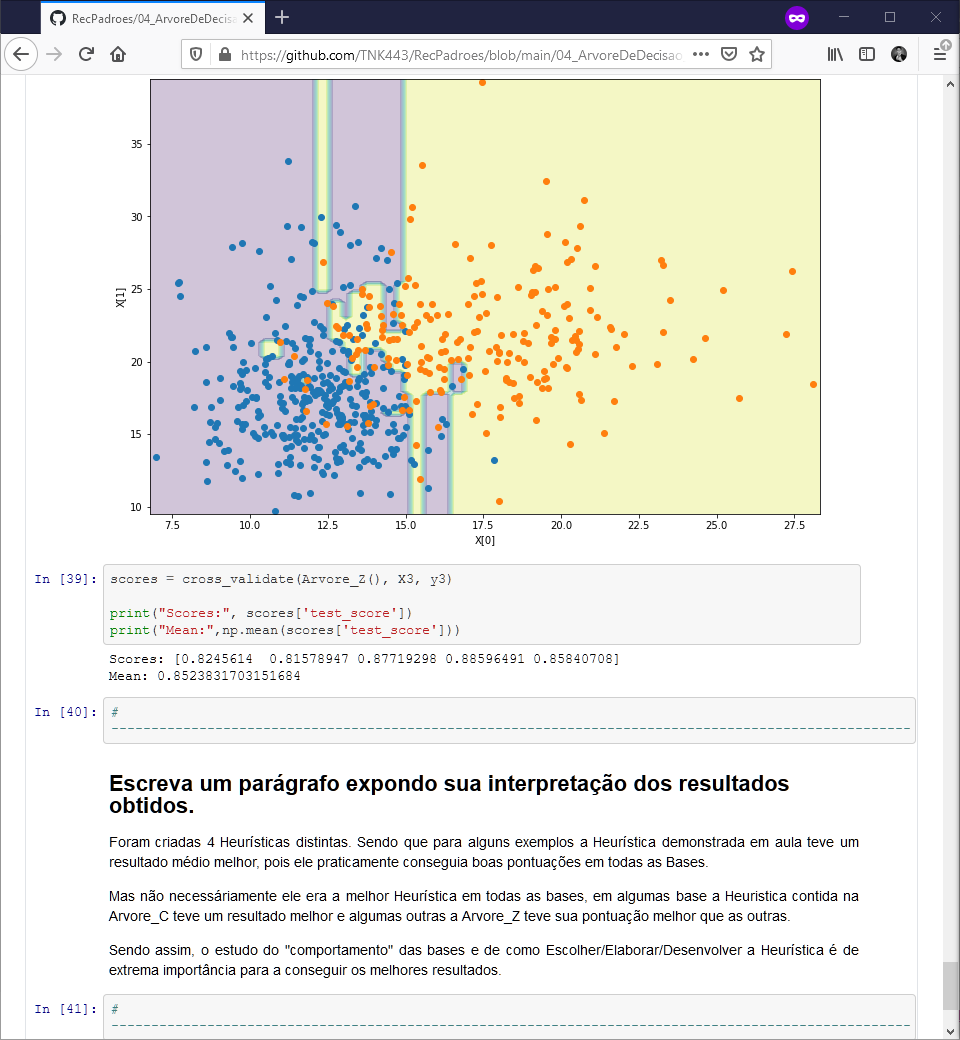 RecPadroes/04_ArvoreDeDecisa
https://github.com/TNK443/RecPadroes/blob/main/04_ArvoreDeDecisao
35
30
25
20
15
10
X[1]
7.5 10.0 12.5 15.0 17.5 20.0 22.5 25.0 27.5
X[0]
In [39]:
scores = cross_validate(Arvore_Z(), X3, y3)
print("Scores:", scores['test_score'])
print("Mean:",np.mean(scores['test_score']))
Scores: [0.8245614  0.81578947 0.87719298 0.88596491 0.85840708]
Mean: 0.8523831703151684
In [40]:
#
----------------------------------------------------------------------------------------------------
Escreva um parágrafo expondo sua interpretação dos resultados
obtidos.
Foram criadas 4 Heurísticas distintas. Sendo que para alguns exemplos a Heurística demonstrada em aula teve um
resultado médio melhor, pois ele praticamente conseguia boas pontuações em todas as Bases.
Mas não necessáriamente ele era a melhor Heurística em todas as bases, em algumas base a Heuristica contida na
Arvore_C teve um resultado melhor e algumas outras a Arvore_Z teve sua pontuação melhor que as outras.
Sendo assim, o estudo do "comportamento" das bases e de como Escolher/Elaborar/Desenvolver a Heurística é de
extrema importância para a conseguir os melhores resultados.
In [41]:
#
----------------------------------------------------------------------------------------------------